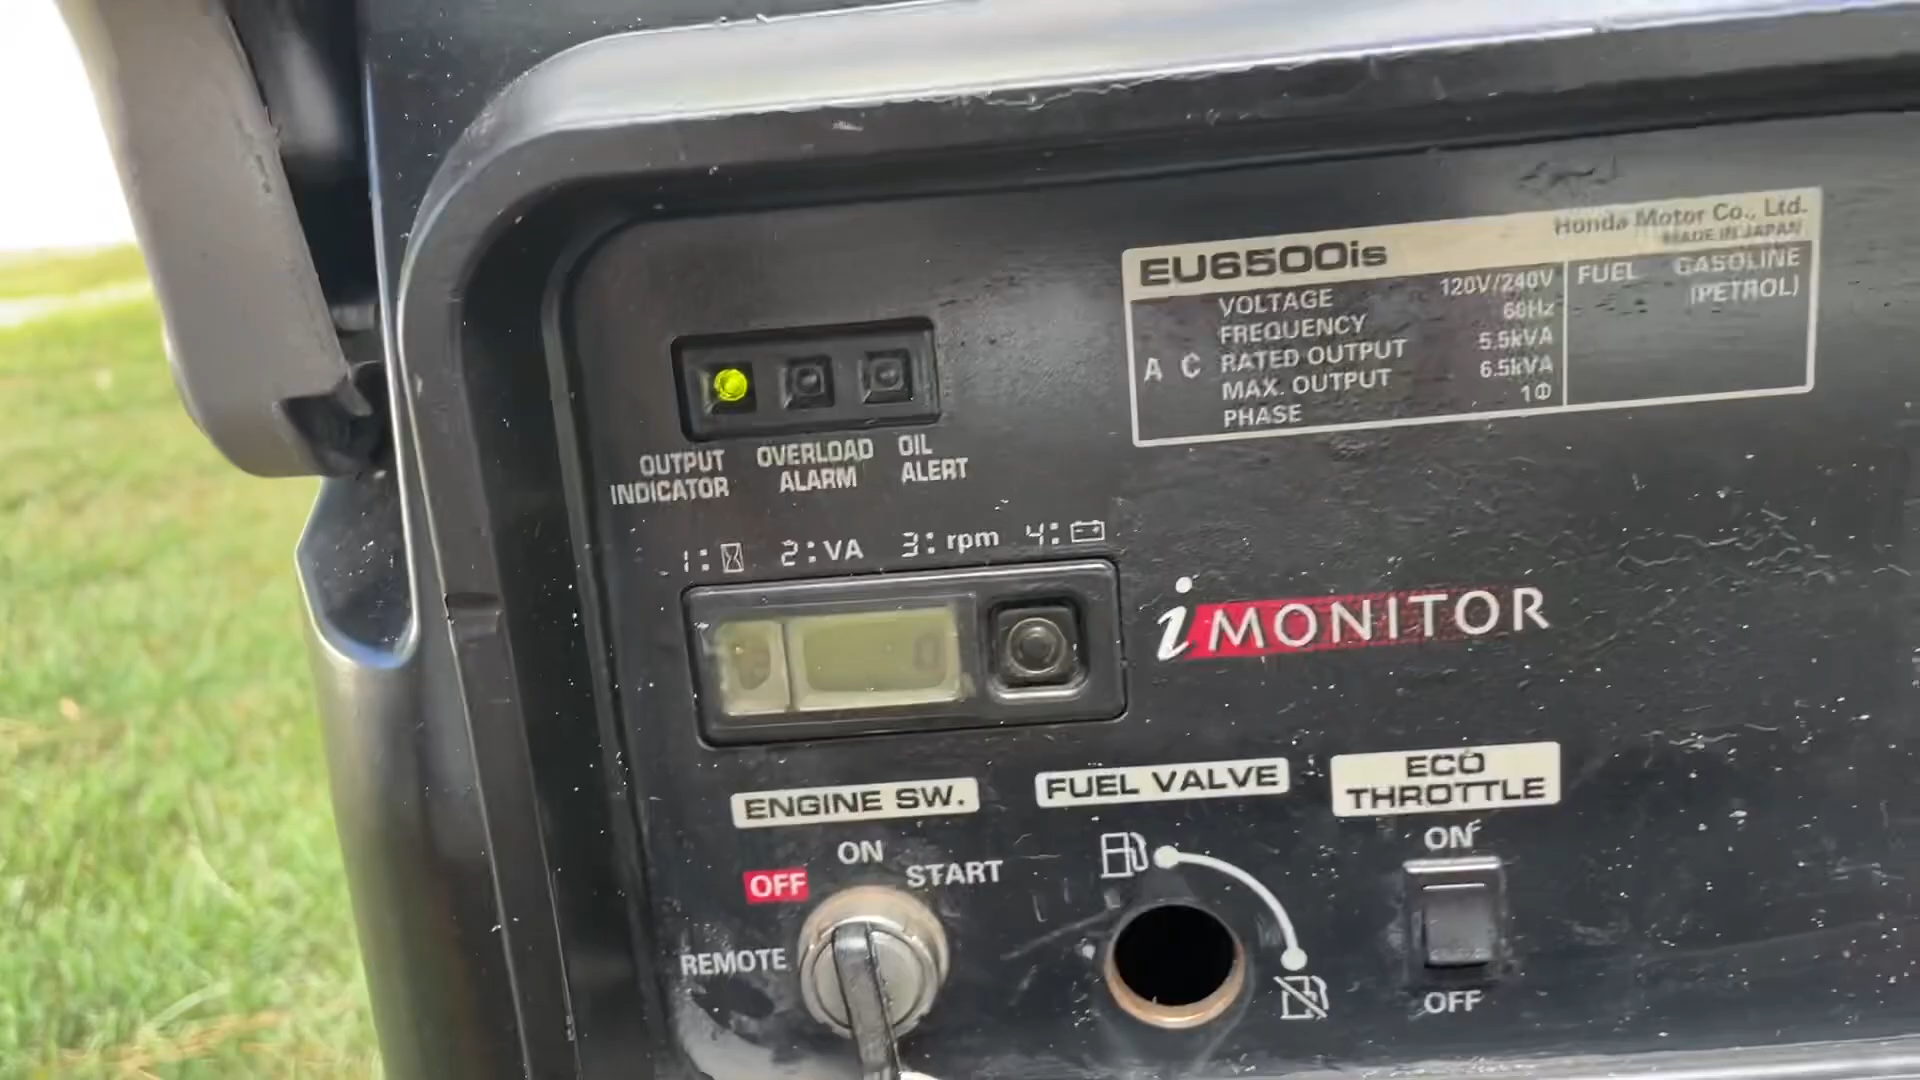 Honda Motor Co., Ltd.
MADE IN JAPAN
EU6500is
A C
VOLTAGE 120V/240V
FREQUENCY 60Hz
RATED OUTPUT 5.5kVA
MAX. OUTPUT 6.5kVA
PHASE 1Φ
FUEL GASOLINE
(PETROL)
OUTPUT
INDICATOR
OVERLOAD
ALARM
OIL
ALERT
1: 2:VA 3:rpm 4:
0
i MONITOR
ENGINE SW.
OFF
ON
START
REMOTE
FUEL VALVE
ECO
THROTTLE
ON
OFF